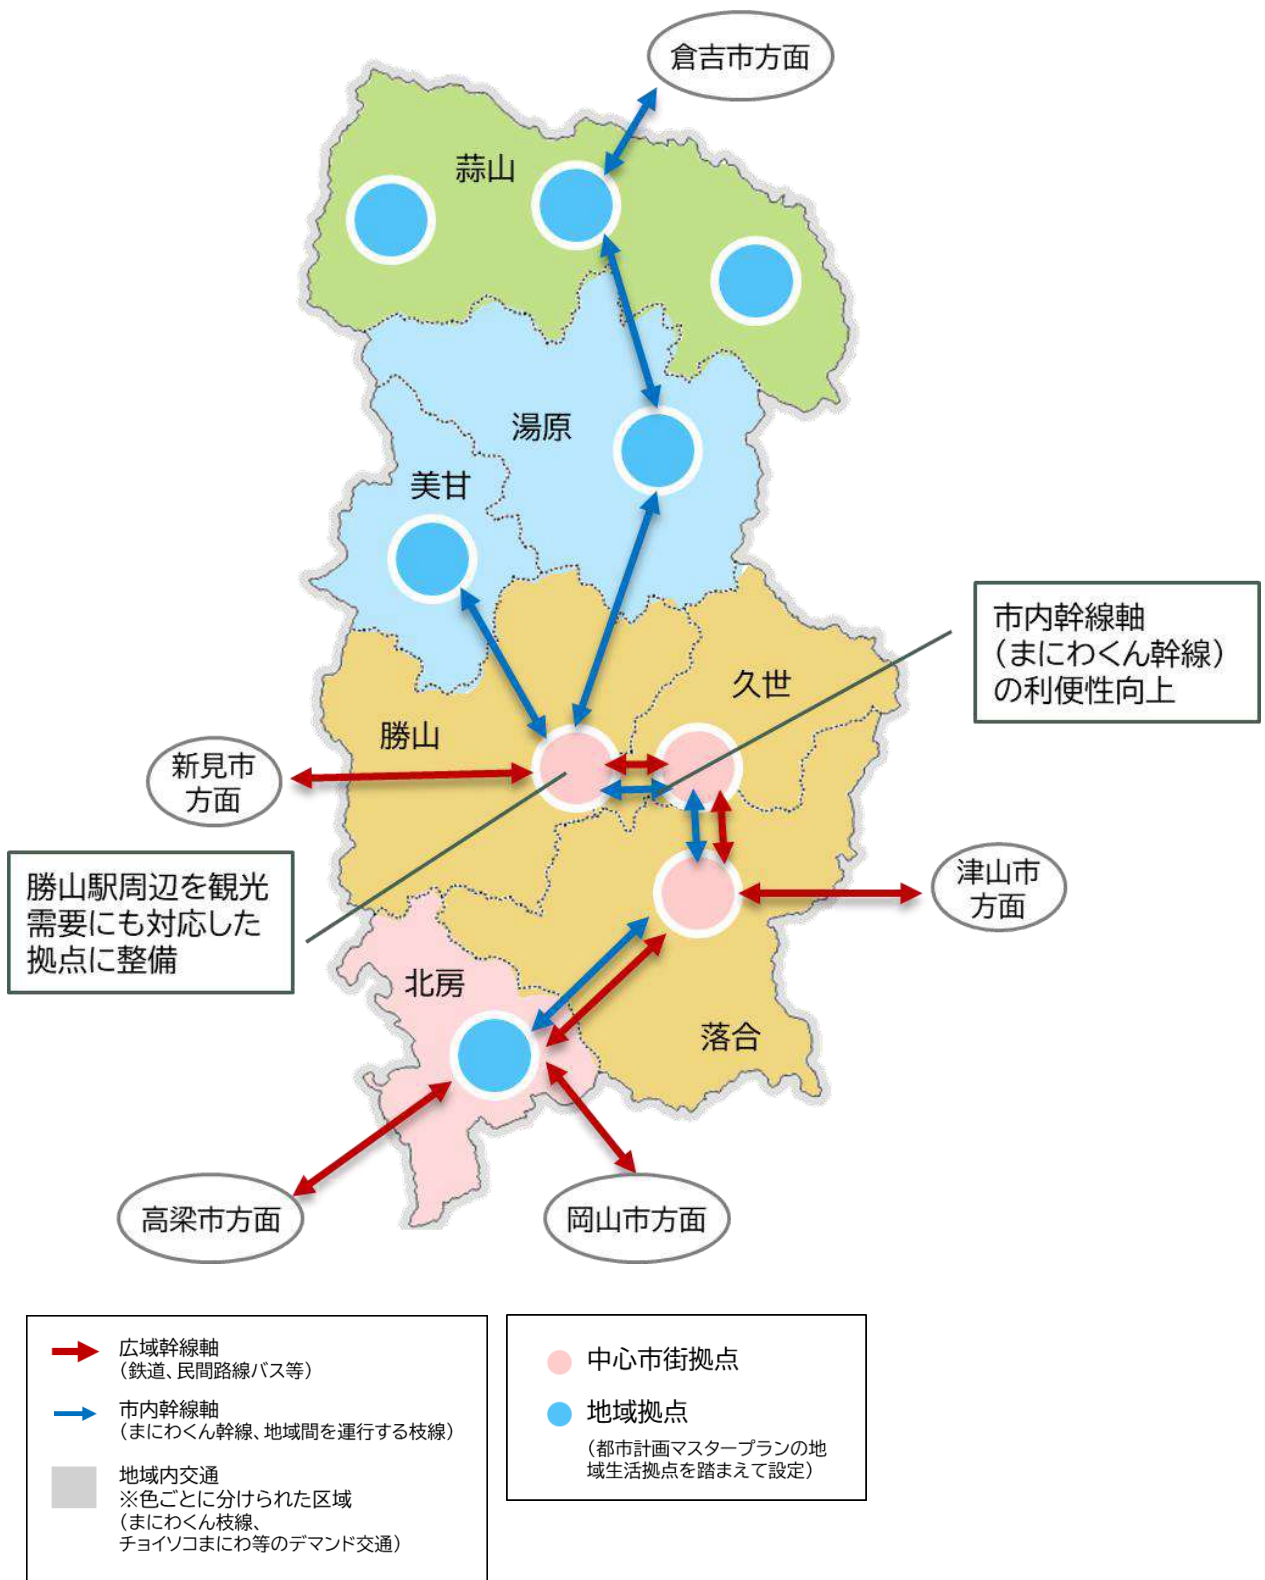 倉吉市方面
蒜山
湯原
美甘
市内幹線軸
（まにわくん幹線）
の利便性向上
久世
勝山
新見市
方面
勝山駅周辺を観光
需要にも対応した
拠点に整備
津山市
方面
北房
落合
高梁市方面
岡山市方面
広域幹線軸
（鉄道、民間路線バス等）
市内幹線軸
（まにわくん幹線、地域間を運行する枝線）
地域内交通
※色ごとに分けられた区域
（まにわくん枝線、
チョイソコまにわ等のデマンド交通）
中心市街拠点
地域拠点
（都市計画マスタープランの地
域生活拠点を踏まえて設定）